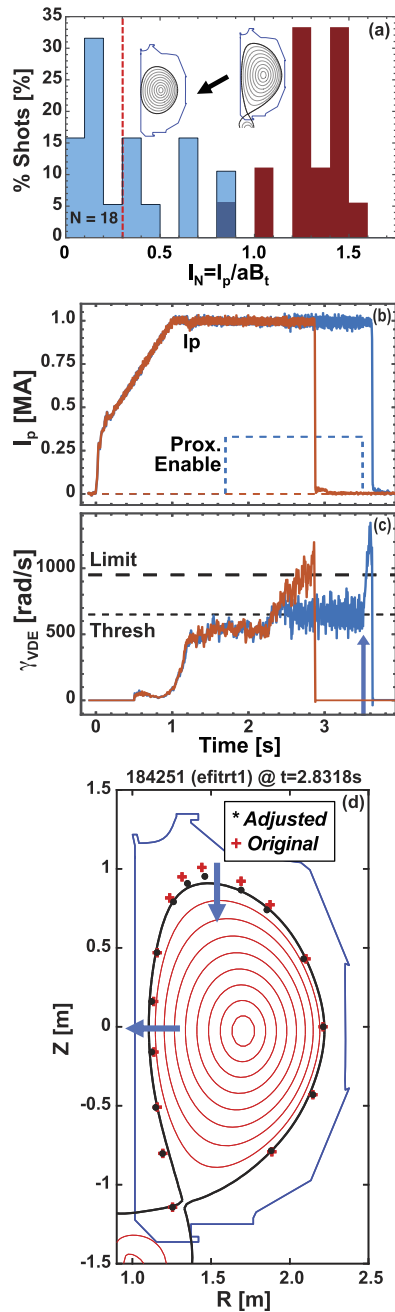 (a)
% Shots [%]
35
30
25
20
15
10
5
0
N = 18
0 0.5 1.0 1.5
I_N=I_p/aB_t
(b)
I_p [MA]
1.0
0.75
0.50
0.25
0
Ip
Prox.
Enable
(c)
γ_VDE [rad/s]
1000
500
0
Limit
Thresh
0 1 2 3
Time [s]
184251 (efitrt1) @ t=2.8318s
(d)
* Adjusted
+ Original
Z [m]
1.5
1
0.5
0
-0.5
-1
-1.5
1.0 1.5 2.0 2.5
R [m]